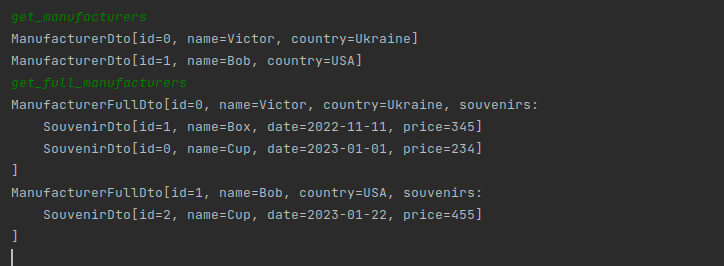 get_manufacturers
ManufacturerDto[id=0, name=Victor, country=Ukraine]
ManufacturerDto[id=1, name=Bob, country=USA]
get_full_manufacturers
ManufacturerFullDto[id=0, name=Victor, country=Ukraine, souvenirs:
    SouvenirDto[id=1, name=Box, date=2022-11-11, price=345]
    SouvenirDto[id=0, name=Cup, date=2023-01-01, price=234]
]
ManufacturerFullDto[id=1, name=Bob, country=USA, souvenirs:
    SouvenirDto[id=2, name=Cup, date=2023-01-22, price=455]
]